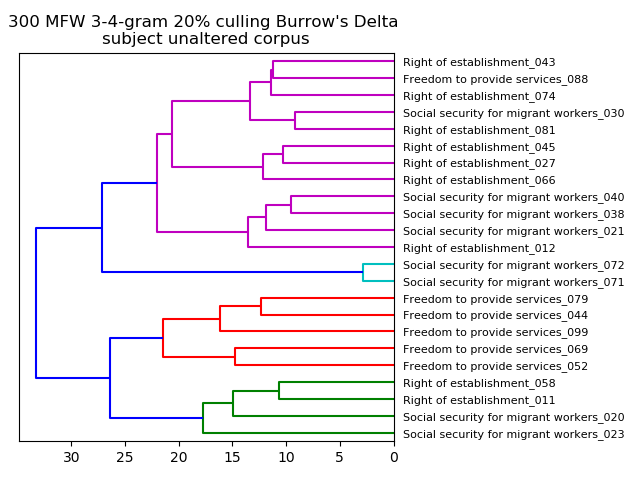 300 MFW 3-4-gram 20% culling Burrow's Delta
subject unaltered corpus
Right of establishment_043
Freedom to provide services_088
Right of establishment_074
Social security for migrant workers_030
Right of establishment_081
Right of establishment_045
Right of establishment_027
Right of establishment_066
Social security for migrant workers_040
Social security for migrant workers_038
Social security for migrant workers_021
Right of establishment_012
Social security for migrant workers_072
Social security for migrant workers_071
Freedom to provide services_079
Freedom to provide services_044
Freedom to provide services_099
Freedom to provide services_069
Freedom to provide services_052
Right of establishment_058
Right of establishment_011
Social security for migrant workers_020
Social security for migrant workers_023
30 25 20 15 10 5 0